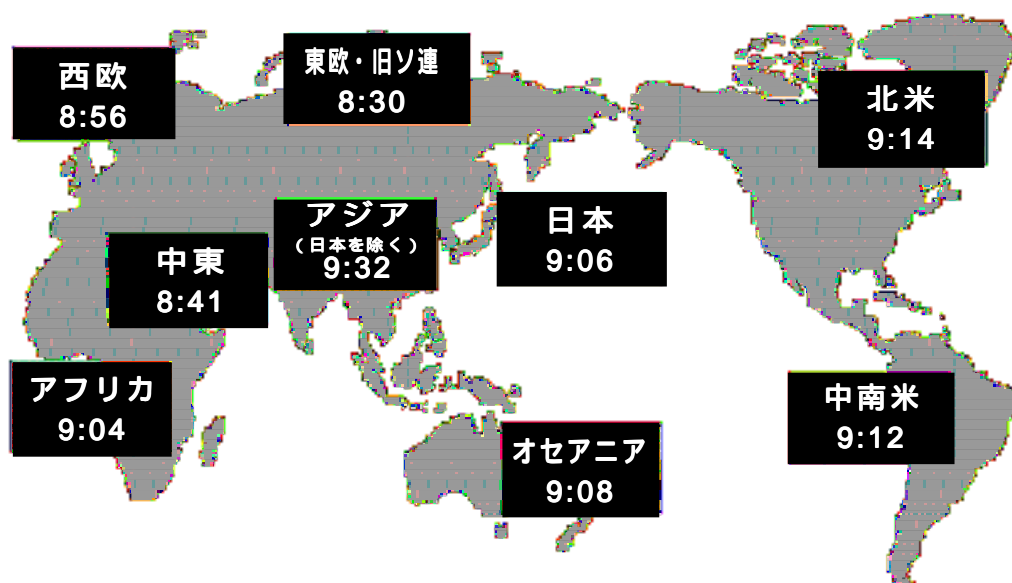 西欧
8:56
東欧・旧ソ連
8:30
北米
9:14
アジア
(日本を除く)
9:32
日本
9:06
中東
8:41
アフリカ
9:04
中南米
9:12
オセアニア
9:08